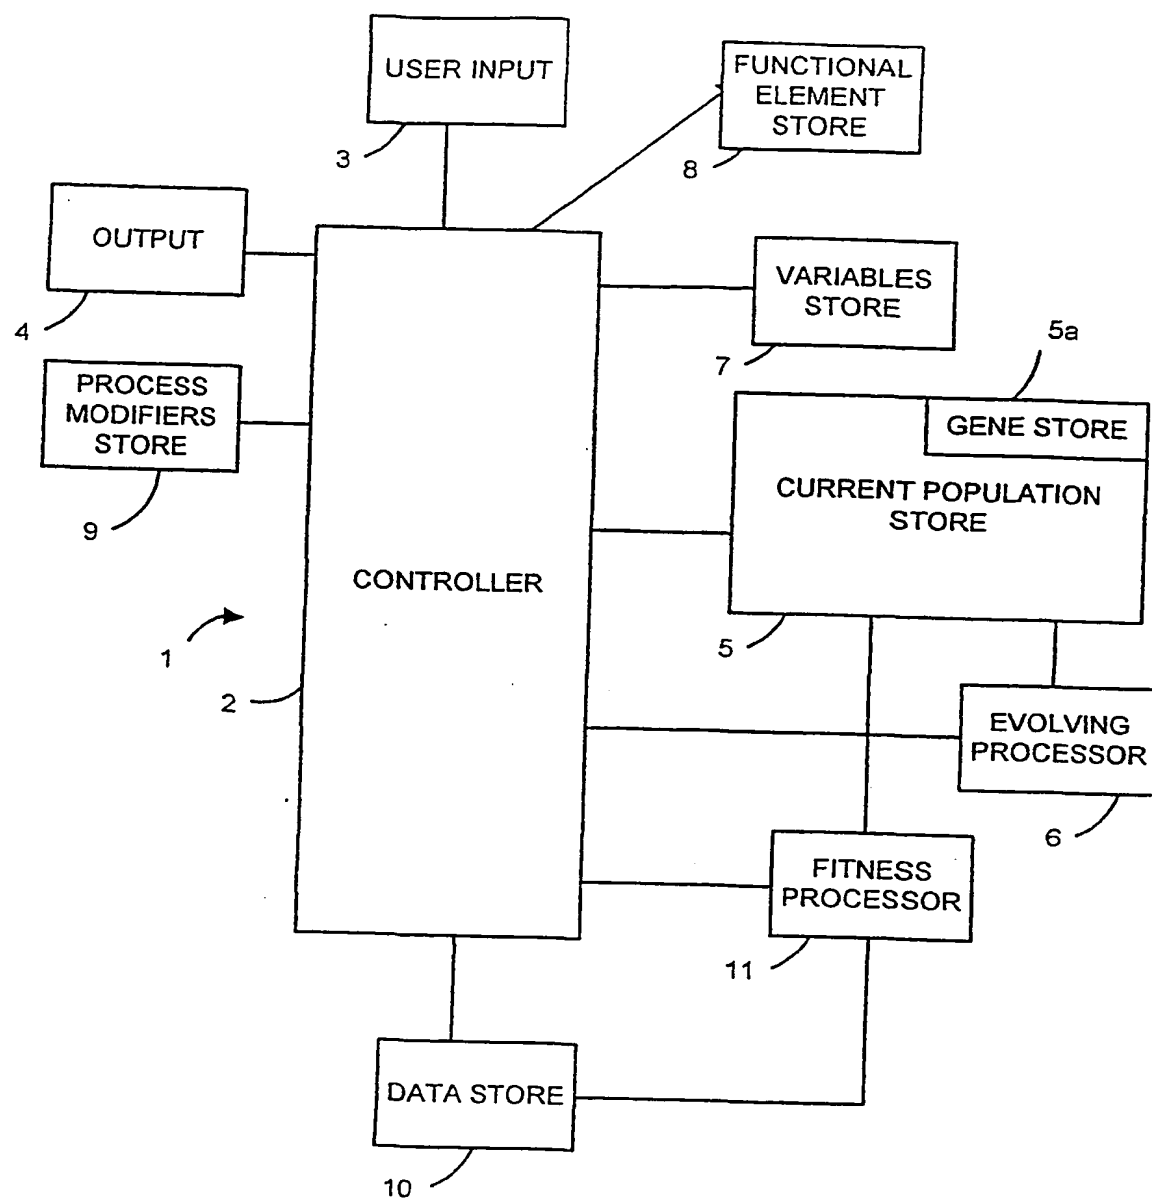 USER INPUT
3
FUNCTIONAL
ELEMENT
STORE
8
OUTPUT
4
VARIABLES
STORE
7
5a
PROCESS
MODIFIERS
STORE
9
GENE STORE
CURRENT POPULATION
STORE
5
CONTROLLER
1
2
EVOLVING
PROCESSOR
6
FITNESS
PROCESSOR
11
DATA STORE
10